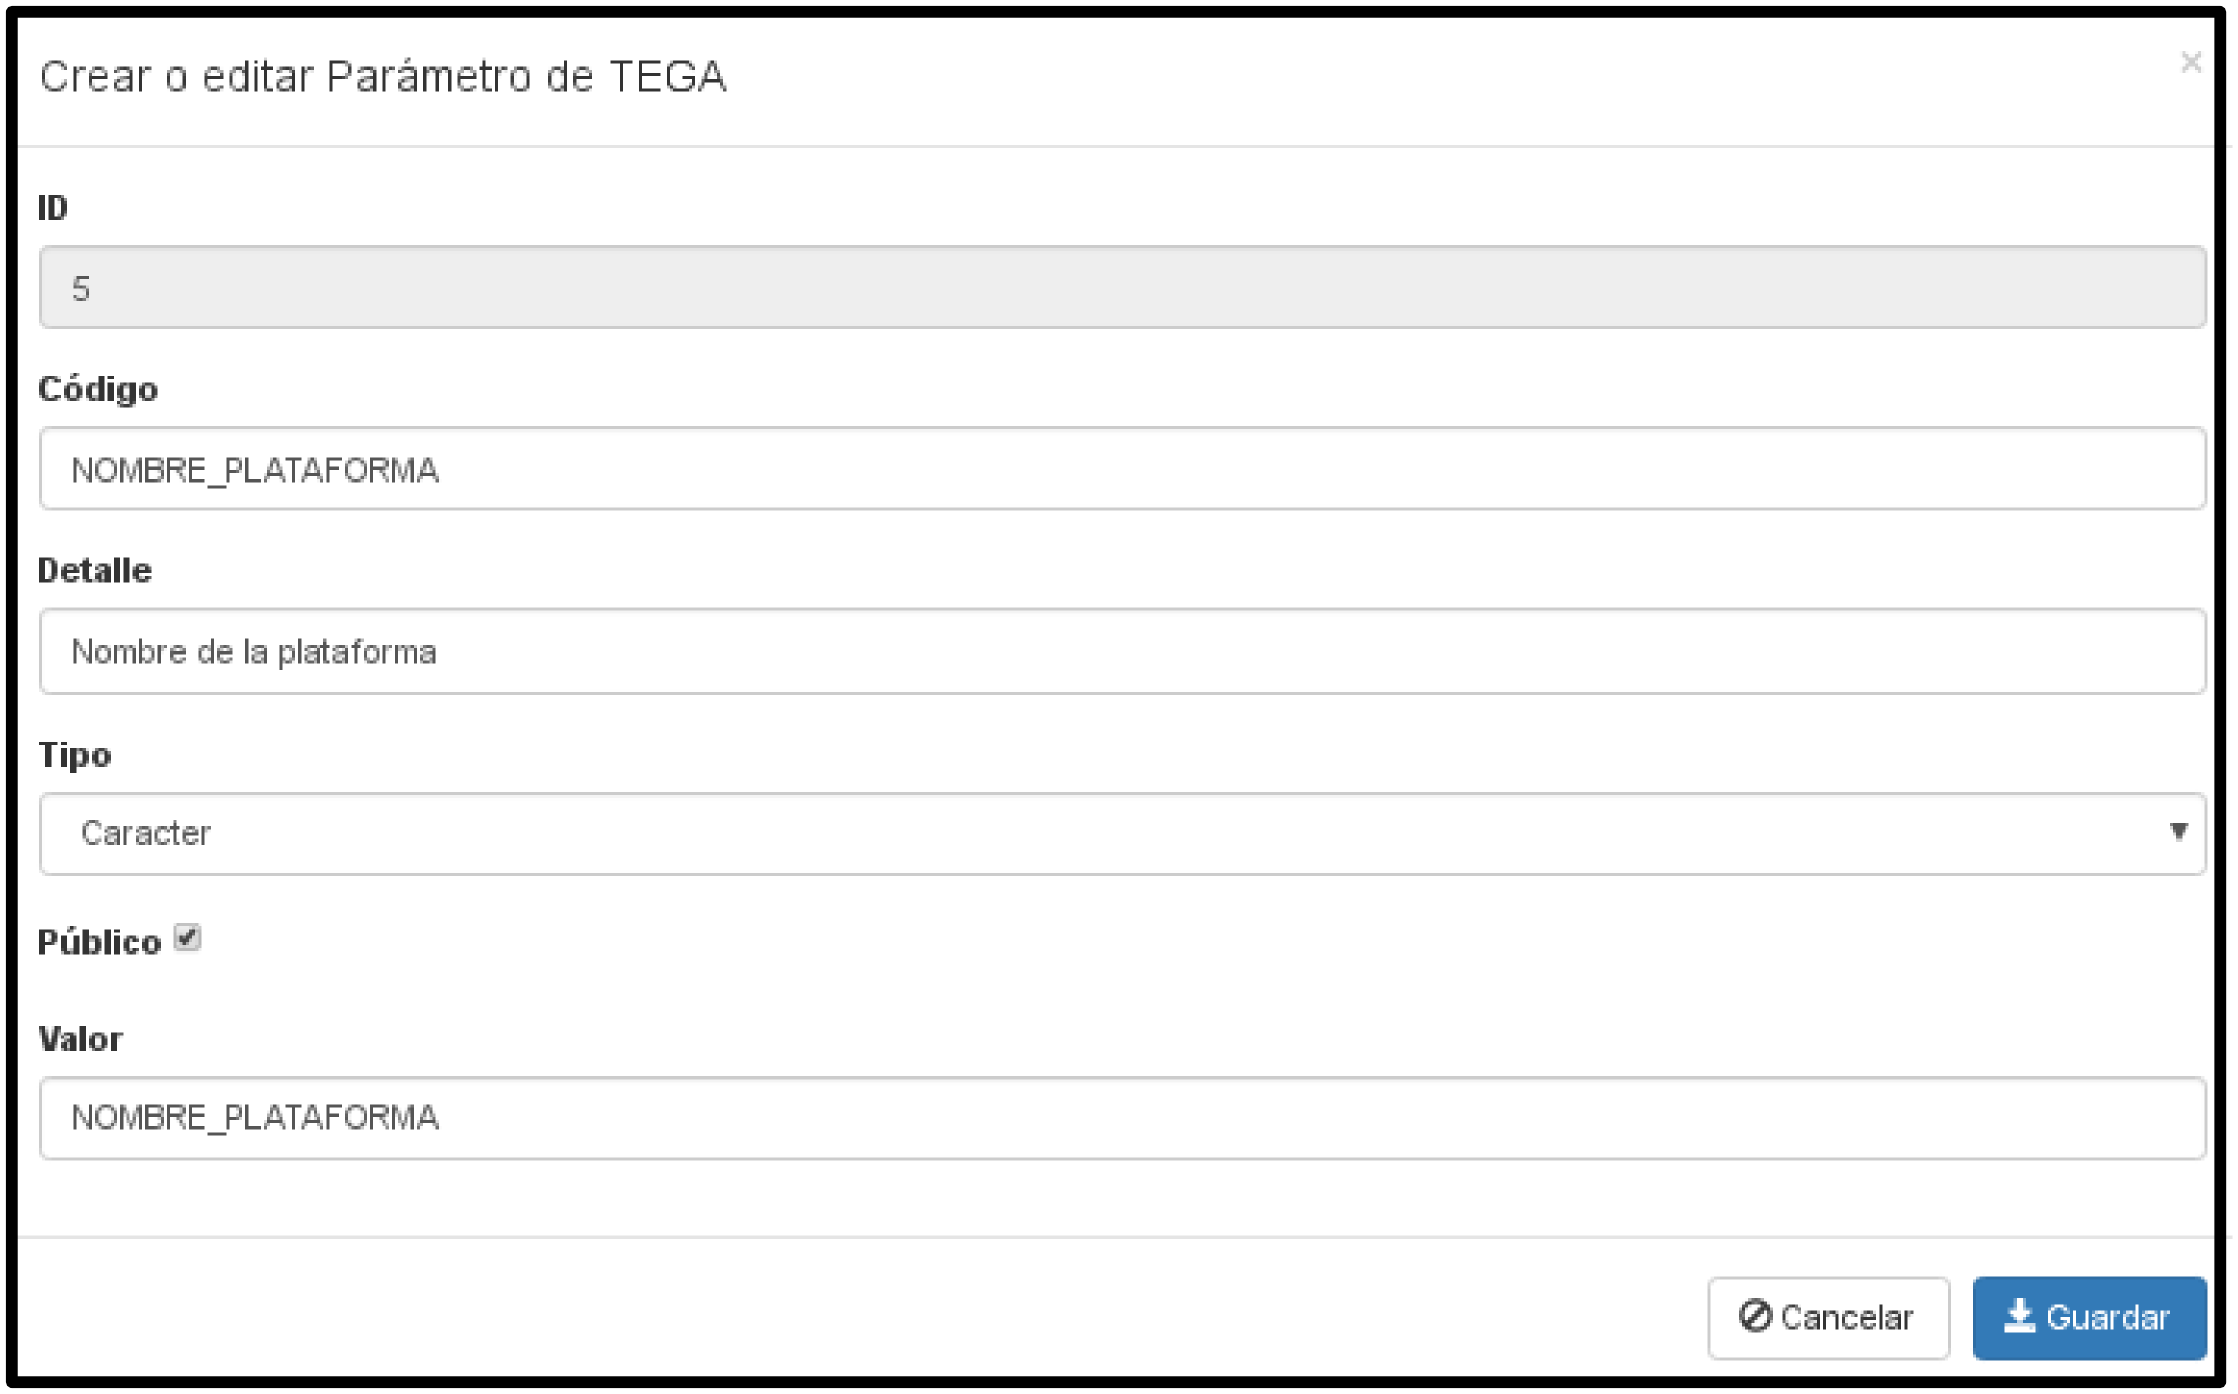 Crear o editar Parámetro de TEGA
×
ID
5
Código
NOMBRE_PLATAFORMA
Detalle
Nombre de la plataforma
Tipo
Caracter
Público
Valor
NOMBRE_PLATAFORMA
Cancelar Guardar